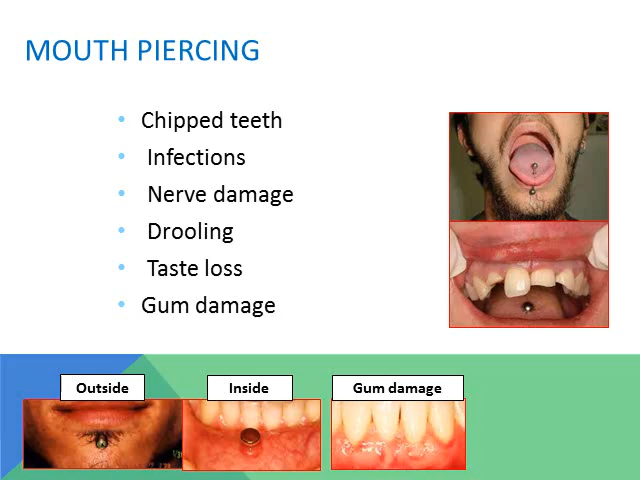 MOUTH PIERCING
• Chipped teeth
• Infections
• Nerve damage
• Drooling
• Taste loss
• Gum damage
Outside
Inside
Gum damage